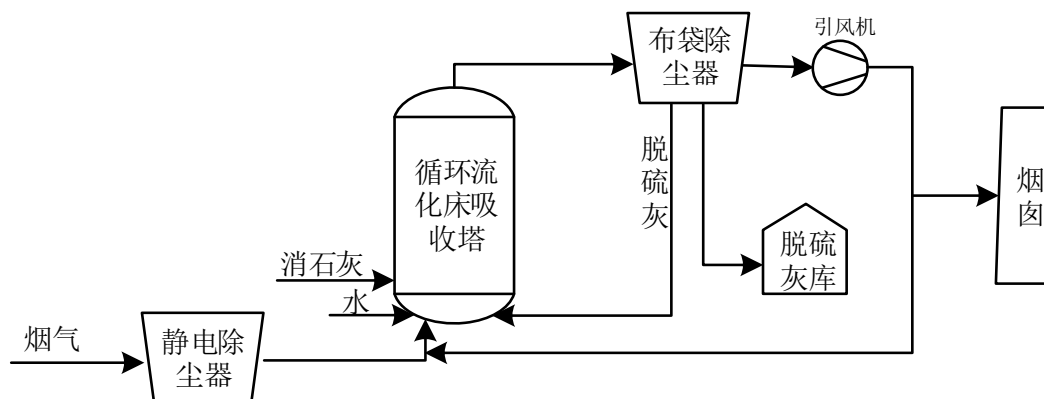 引风机
布袋除
尘器
脱
硫
灰
循环流
化床吸
收塔
烟
囱
脱硫
灰库
消石灰
水
烟气
静电除
尘器